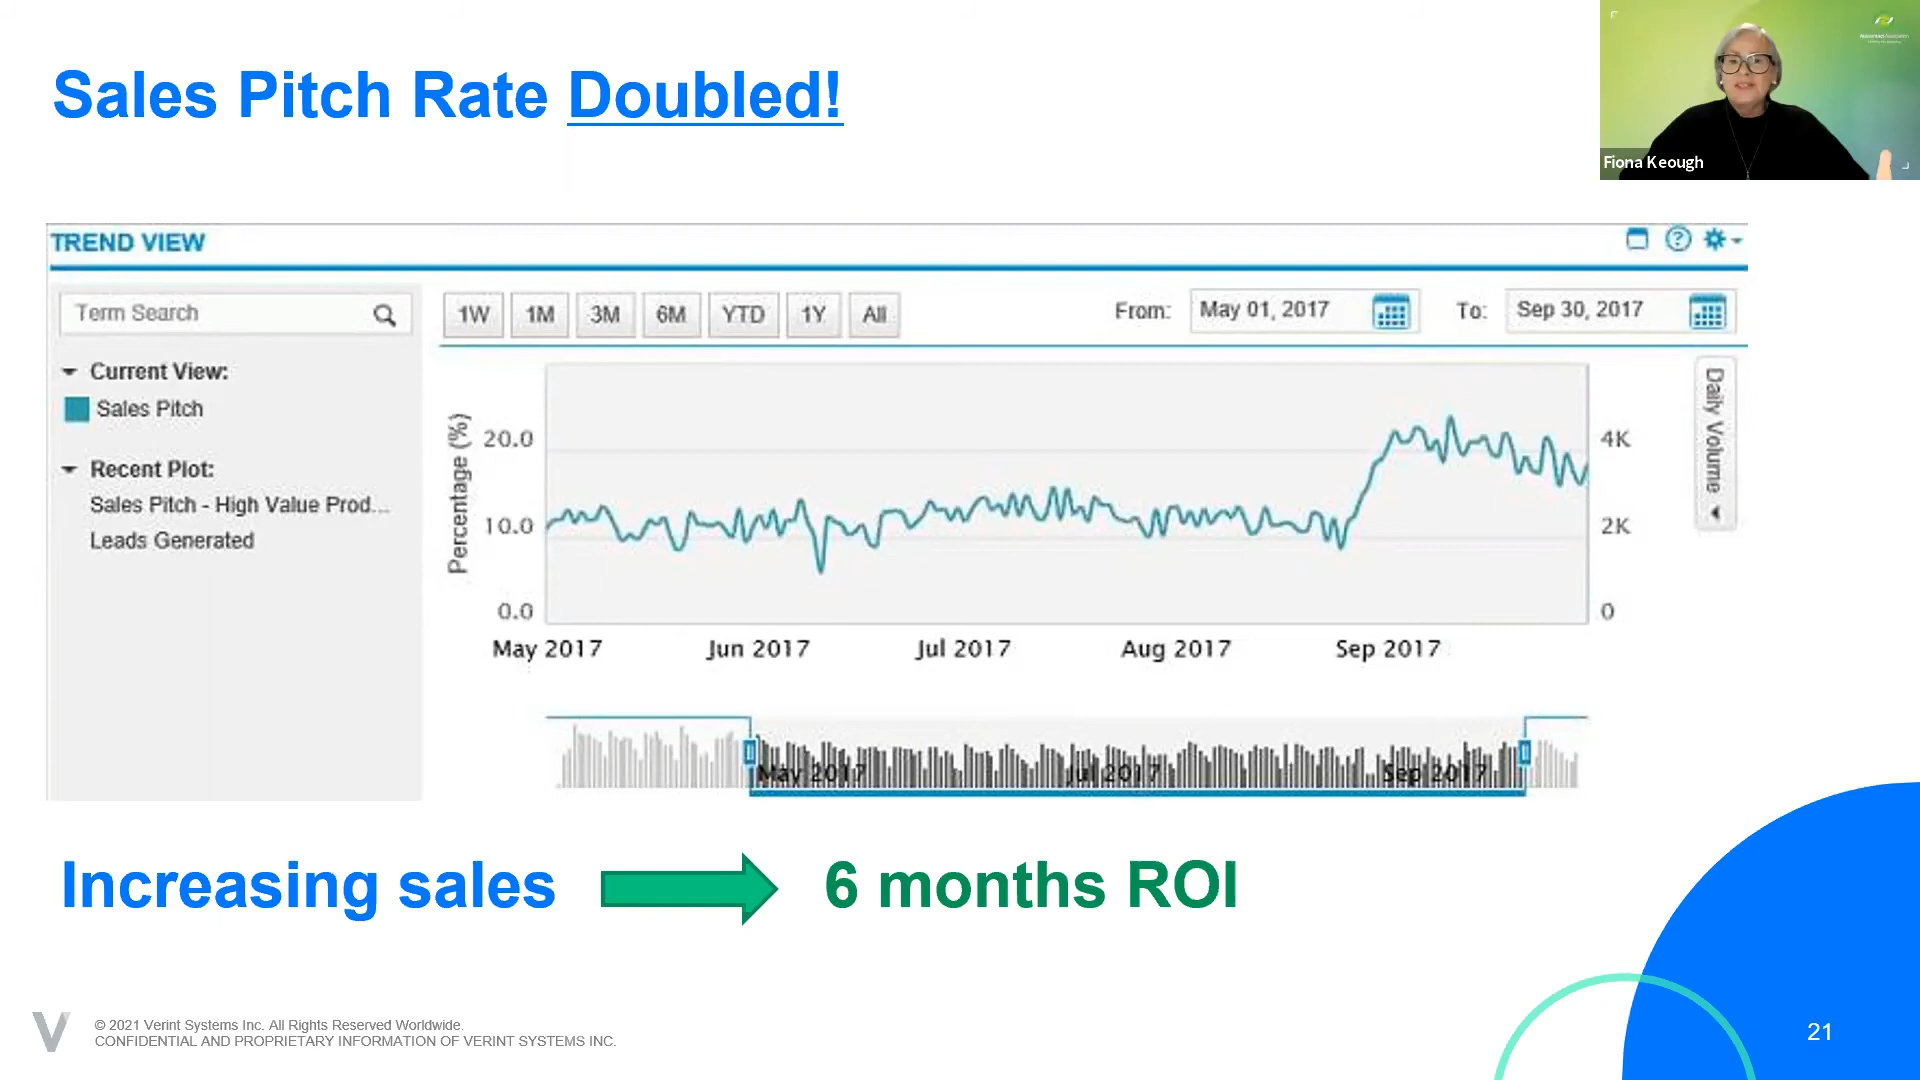 Sales Pitch Rate Doubled!
Fiona Keough
TREND VIEW
Term Search
1W 1M 3M 6M YTD 1Y All
From: May 01, 2017 To: Sep 30, 2017
Current View:
Sales Pitch
Recent Plot:
Sales Pitch - High Value Prod...
Leads Generated
Percentage (%)
20.0
10.0
0.0
4K
2K
0
Daily Volume
May 2017 Jun 2017 Jul 2017 Aug 2017 Sep 2017
May 2017 Jul 2017 Sep 2017
Increasing sales 6 months ROI
© 2021 Verint Systems Inc. All Rights Reserved Worldwide.
CONFIDENTIAL AND PROPRIETARY INFORMATION OF VERINT SYSTEMS INC.
21